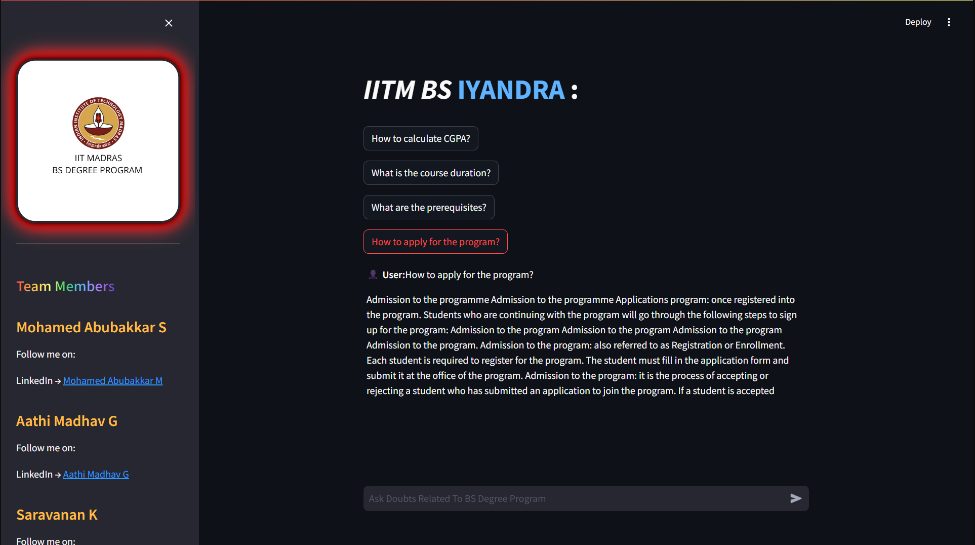 Deploy
IIT MADRAS
BS DEGREE PROGRAM
Team Members
Mohamed Abubakkar S
Follow me on:
LinkedIn → Mohamed Abubakkar M
Aathi Madhav G
Follow me on:
LinkedIn → Aathi Madhav G
Saravanan K
Follow me on:
IITM BS IYANDRA :
How to calculate CGPA?
What is the course duration?
What are the prerequisites?
How to apply for the program?
User:How to apply for the program?
Admission to the programme Admission to the programme Applications program: once registered into
the program. Students who are continuing with the program will go through the following steps to sign
up for the program: Admission to the program Admission to the program Admission to the program
Admission to the program. Admission to the program: also referred to as Registration or Enrollment.
Each student is required to register for the program. The student must fill in the application form and
submit it at the office of the program. Admission to the program: it is the process of accepting or
rejecting a student who has submitted an application to join the program. If a student is accepted
Ask Doubts Related To BS Degree Program